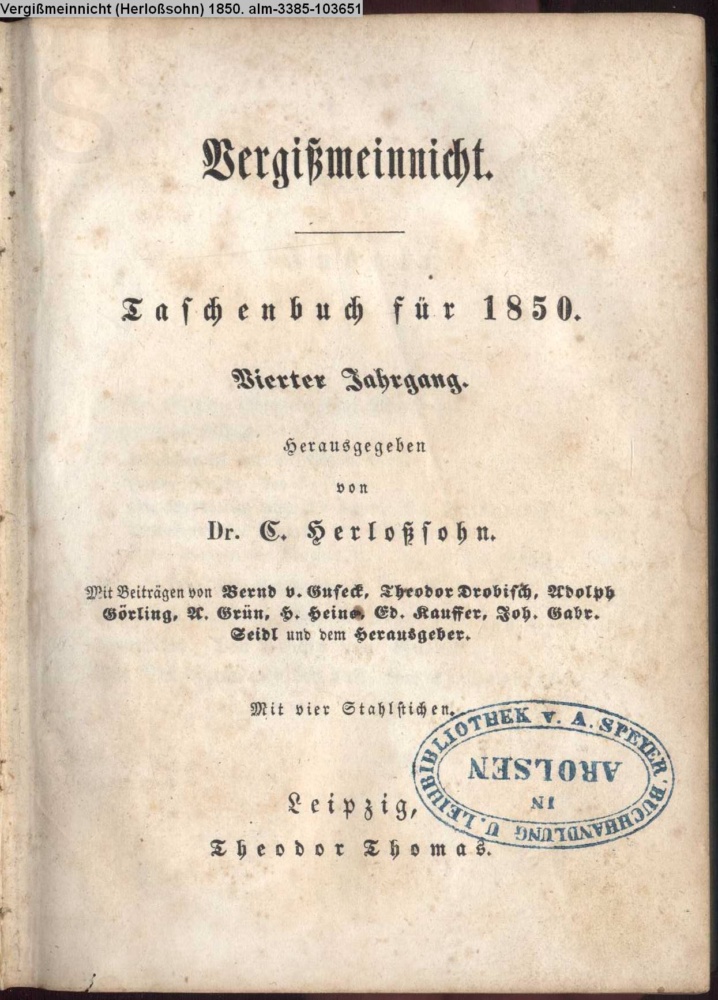 Vergißmeinnicht (Herloßsohn) 1850. alm-3385-103651
Vergißmeinnicht.
Taschenbuch für 1850.
Vierter Jahrgang.
Herausgegeben
von
Dr. C. Herloßsohn.
Mit Beiträgen von Bernd v. Guseck, Theodor Drobisch, Adolph
Görling, A. Grün, H. Heine, Ed. Kauffer, Joh. Gabr.
Seidl und dem Herausgeber.
Mit vier Stahlstichen.
LEIHBIBLIOTHEK V. A. SPEYER'
BUCHHANDLUNG U.
IN
AROLSEN
Leipzig,
Theodor Thomas.